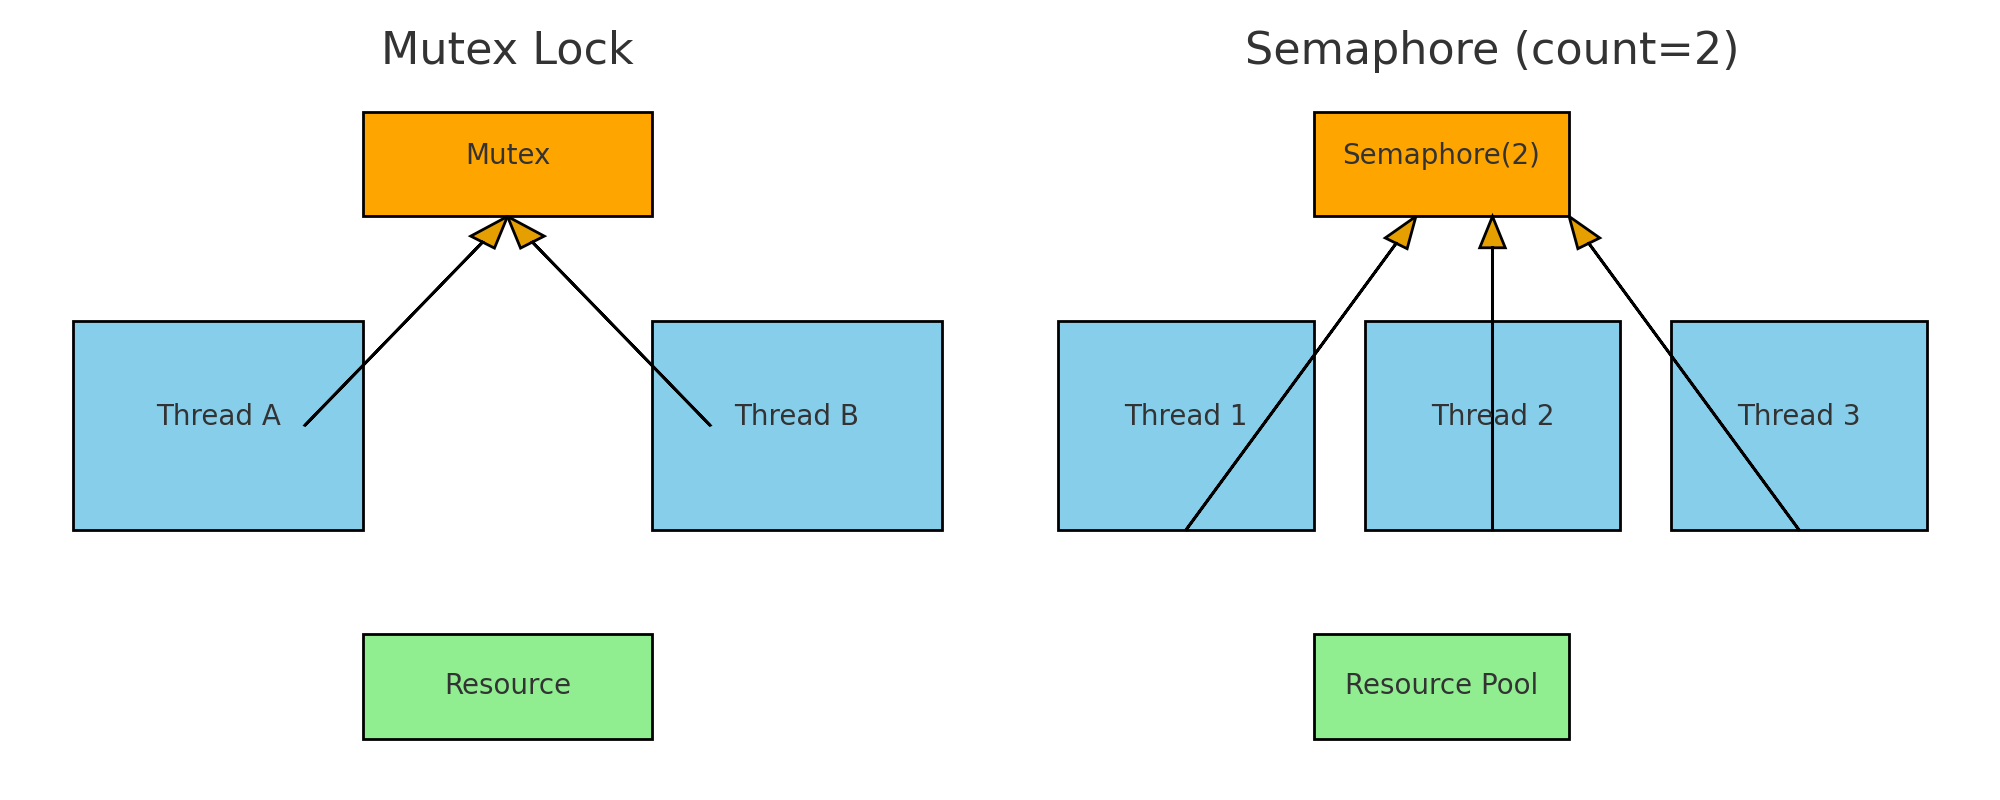 Mutex Lock
Mutex
Thread A
Thread B
Resource
Semaphore (count=2)
Semaphore(2)
Thread 1
Thread 2
Thread 3
Resource Pool